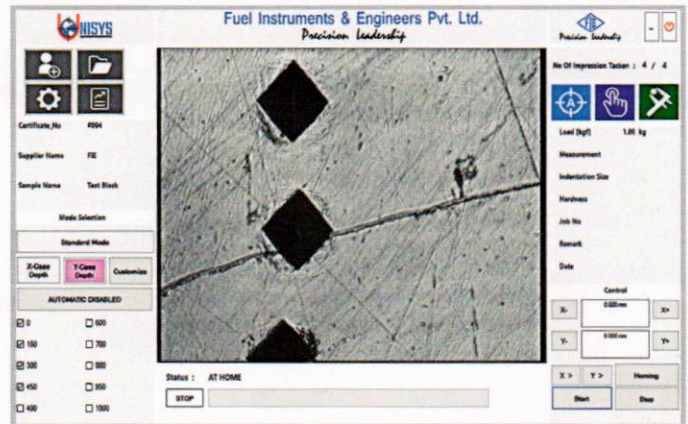 UNISYS
Fuel Instruments & Engineers Pvt. Ltd.
Precision Leadership
FIE
Precision Leadership
No Of Impression Tacken : 4 / 4
Certificate_No #004
Supplier Name FIE
Sample Name Test Block
Mode Selection
Standard Mode
X-Case Depth
Y-Case Depth
Customize
AUTOMATIC DISABLED
0
600
150
700
300
800
450
950
400
1000
Status : AT HOME
STOP
A
Load [kgf] 1.00 kg
Measurement
Indentation Size
Hardness
Job No
Remark
Date
Control
X-
0.000 mm
X+
Y-
0.000 mm
Y+
X >
Y >
Homing
Start
Stop